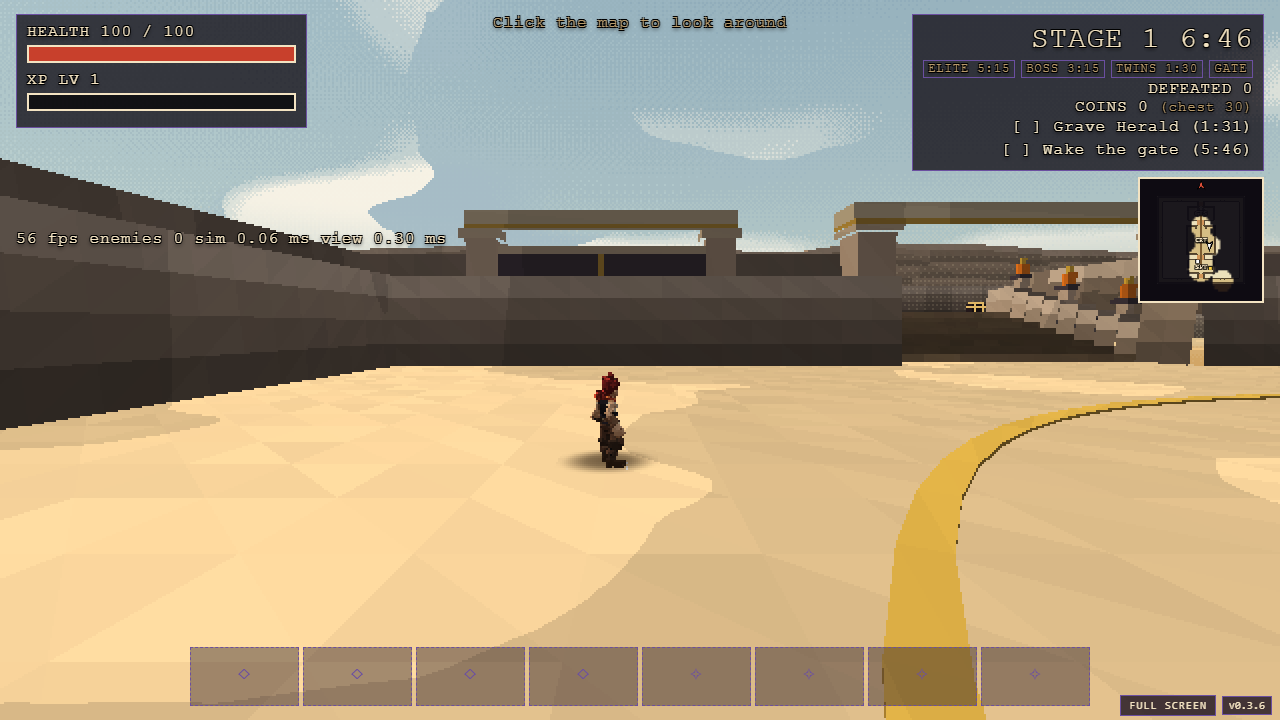 HEALTH 100 / 100
XP LV 1
Click the map to look around
STAGE 1 6:46
ELITE 5:15 BOSS 3:15 TWINS 1:30 GATE
DEFEATED 0
COINS 0 (chest 30)
[ ] Grave Herald (1:31)
[ ] Wake the gate (5:46)
56 fps enemies 0 sim 0.06 ms view 0.30 ms
FULL SCREEN
v0.3.6